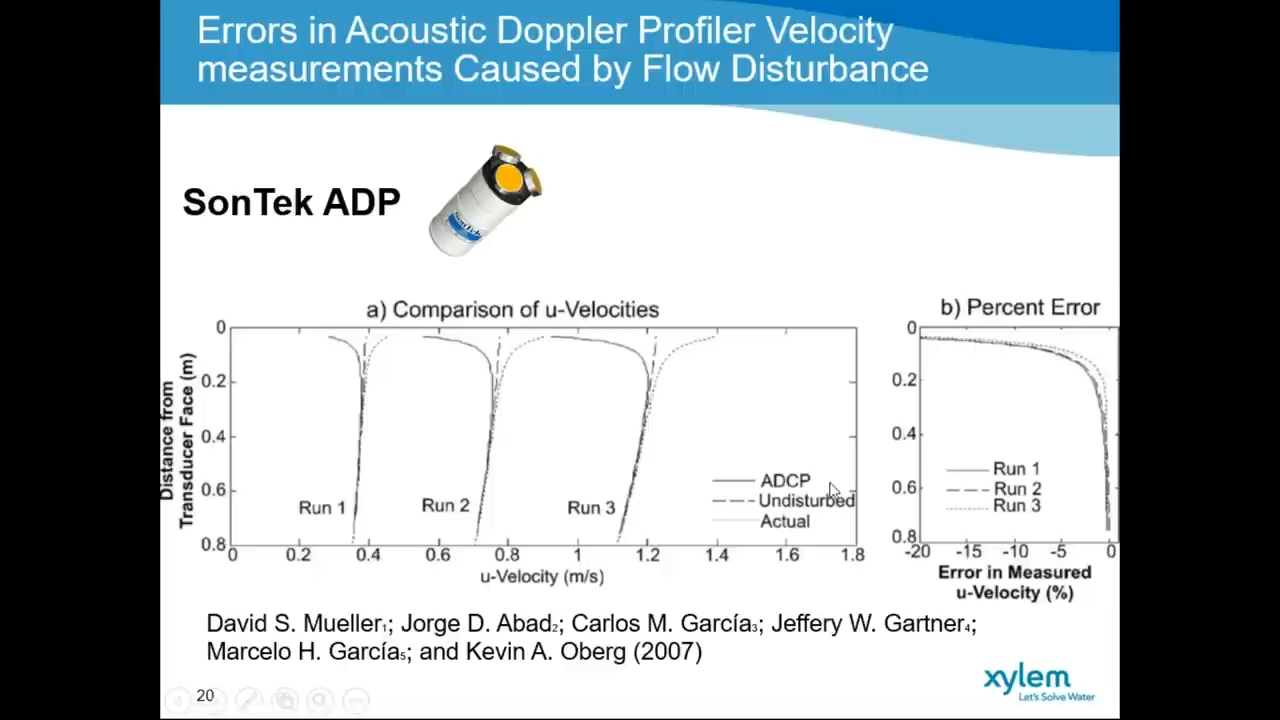 Errors in Acoustic Doppler Profiler Velocity
measurements Caused by Flow Disturbance
SonTek ADP
SonTek
a) Comparison of u-Velocities
Distance from
Transducer Face (m)
0
0.2
0.4
0.6
0.8
Run 1
Run 2
Run 3
ADCP
Undisturbed
Actual
0 0.2 0.4 0.6 0.8 1 1.2 1.4 1.6 1.8
u-Velocity (m/s)
b) Percent Error
0
0.2
0.4
0.6
0.8
Run 1
Run 2
Run 3
-20 -15 -10 -5 0
Error in Measured
u-Velocity (%)
David S. Mueller1; Jorge D. Abad2; Carlos M. García3; Jeffery W. Gartner4;
Marcelo H. García5; and Kevin A. Oberg (2007)
20
xylem
Let's Solve Water